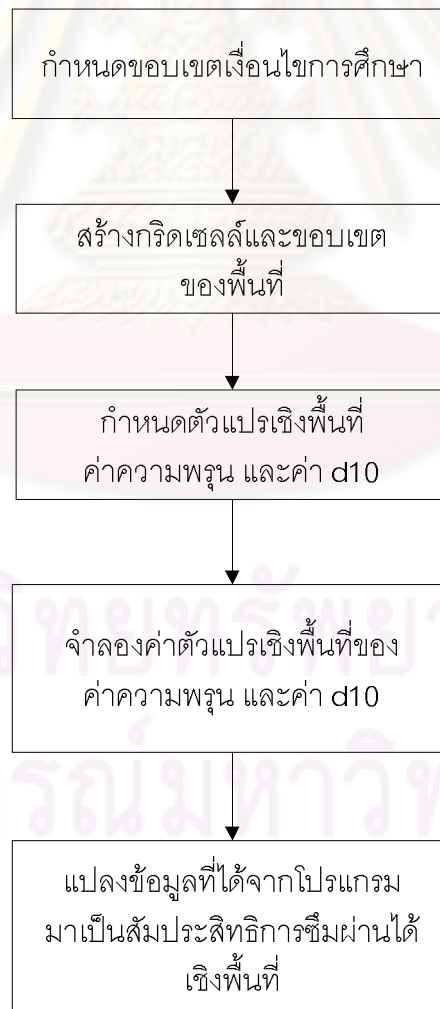 กำหนดขอบเขตเงื่อนไขการศึกษา
สร้างกริดเซลล์และขอบเขต
ของพื้นที่
กำหนดตัวแปรเชิงพื้นที่
ค่าความพรุน และค่า d10
จำลองค่าตัวแปรเชิงพื้นที่ของ
ค่าความพรุน และค่า d10
แปลงข้อมูลที่ได้จากโปรแกรม
มาเป็นสัมประสิทธิการซึมผ่านได้
เชิงพื้นที่